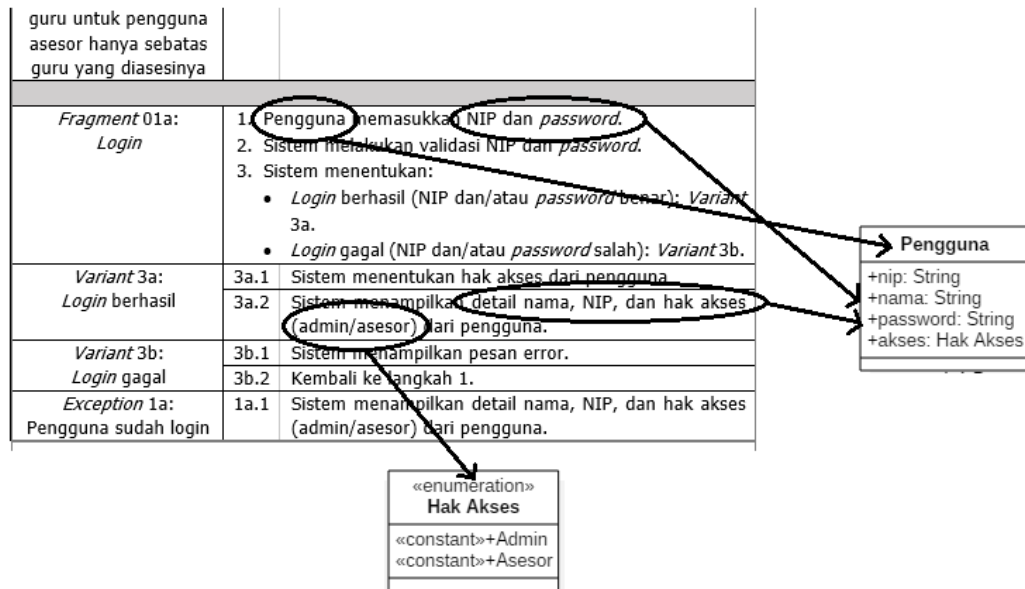 guru untuk pengguna
asesor hanya sebatas
guru yang diasesinya
Fragment 01a:
Login
1. Pengguna memasukkan NIP dan password.
2. Sistem melakukan validasi NIP dan password.
3. Sistem menentukan:
• Login berhasil (NIP dan/atau password benar): Variant
3a.
• Login gagal (NIP dan/atau password salah): Variant 3b.
Variant 3a:
Login berhasil
3a.1 Sistem menentukan hak akses dari pengguna
3a.2 Sistem menampilkan detail nama, NIP, dan hak akses
(admin/asesor) dari pengguna.
Variant 3b:
Login gagal
3b.1 Sistem menampilkan pesan error.
3b.2 Kembali ke langkah 1.
Exception 1a:
Pengguna sudah login
1a.1 Sistem menampilkan detail nama, NIP, dan hak akses
(admin/asesor) dari pengguna.
Pengguna
+nip: String
+nama: String
+password: String
+akses: Hak Akses
«enumeration»
Hak Akses
«constant»+Admin
«constant»+Asesor